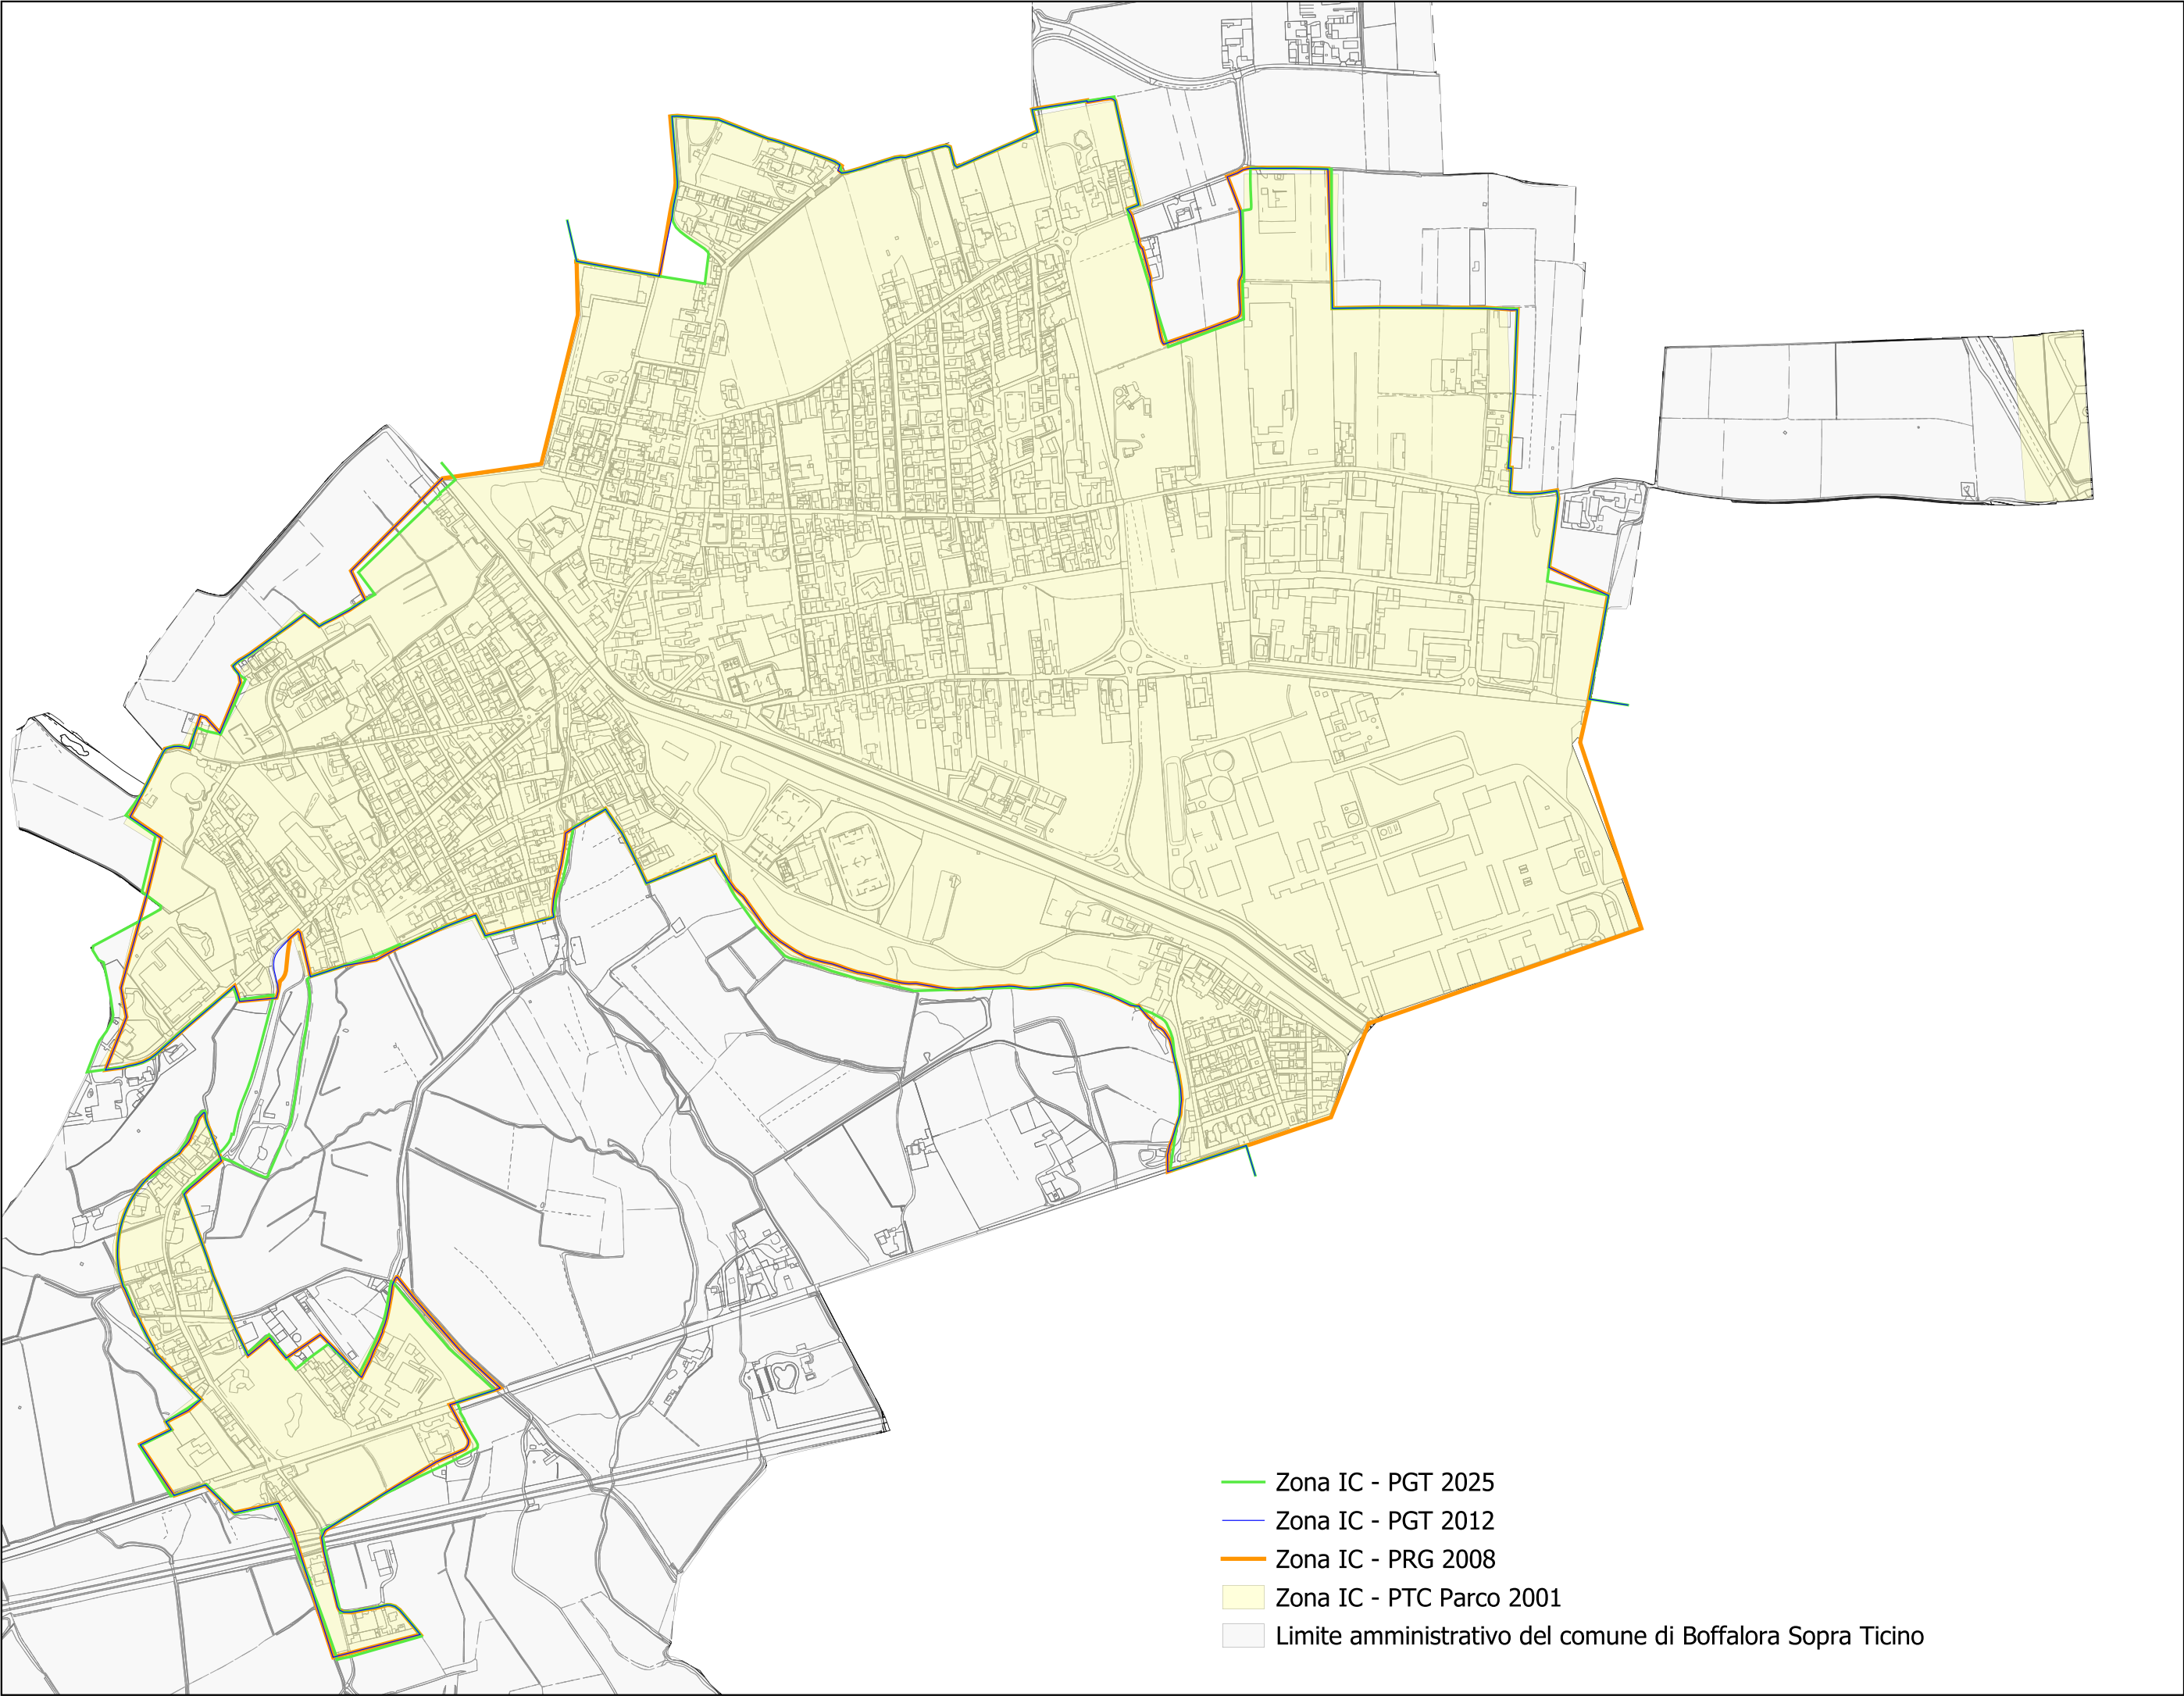 Zona IC - PGT 2025
Zona IC - PGT 2012
Zona IC - PRG 2008
Zona IC - PTC Parco 2001
Limite amministrativo del comune di Boffalora Sopra Ticino